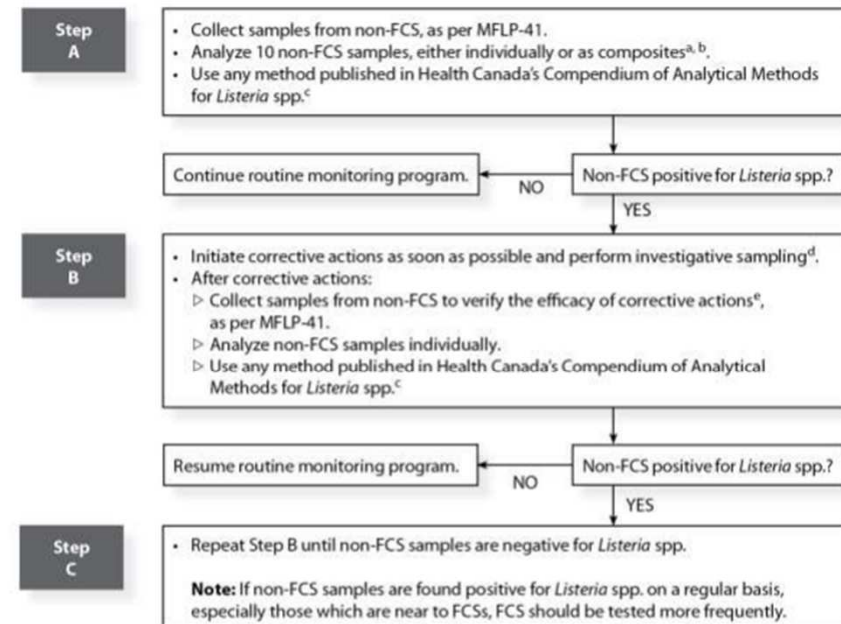 Step
A
• Collect samples from non-FCS, as per MFLP-41.
• Analyze 10 non-FCS samples, either individually or as compositesᵃ, ᵇ.
• Use any method published in Health Canada's Compendium of Analytical Methods
for Listeria spp.ᶜ
Continue routine monitoring program.
NO
Non-FCS positive for Listeria spp.?
YES
Step
B
• Initiate corrective actions as soon as possible and perform investigative samplingᵈ.
• After corrective actions:
▷ Collect samples from non-FCS to verify the efficacy of corrective actionsᵉ,
as per MFLP-41.
▷ Analyze non-FCS samples individually.
▷ Use any method published in Health Canada's Compendium of Analytical
Methods for Listeria spp.ᶜ
Resume routine monitoring program.
NO
Non-FCS positive for Listeria spp.?
YES
Step
C
• Repeat Step B until non-FCS samples are negative for Listeria spp.
Note: If non-FCS samples are found positive for Listeria spp. on a regular basis,
especially those which are near to FCSs, FCS should be tested more frequently.